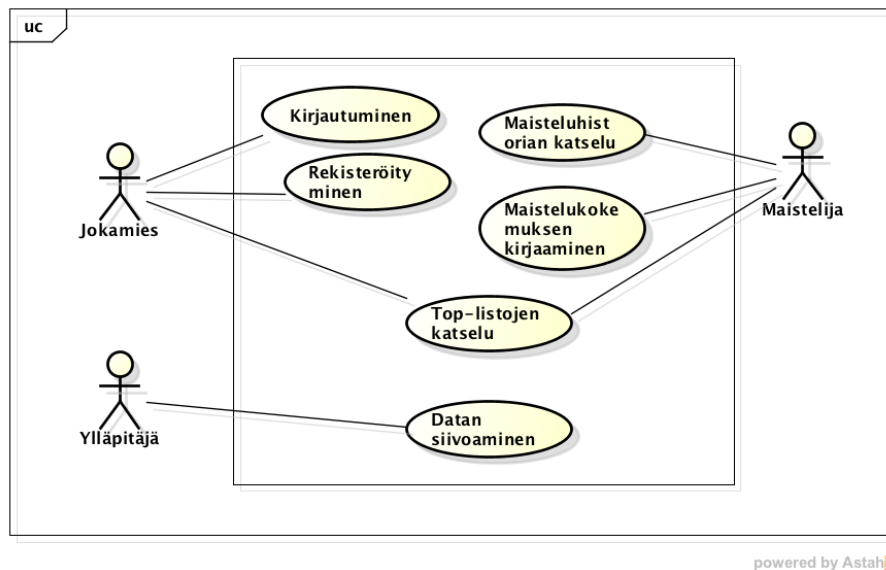 uc
Kirjautuminen
Rekisteröity
minen
Maisteluhist
orian katselu
Maistelukoke
muksen
kirjaaminen
Jokamies
Maistelija
Top-listojen
katselu
Ylläpitäjä
Datan
siivoaminen
powered by Astah